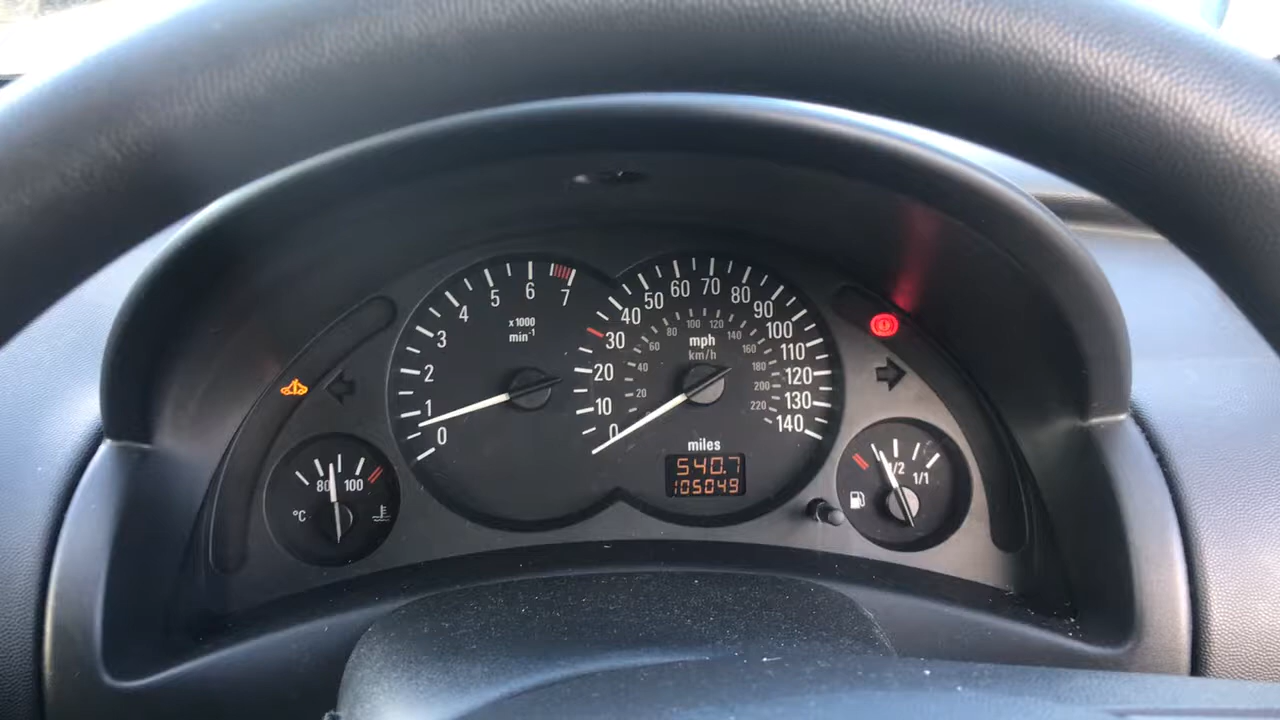 0 1 2 3 4 5 6 7
x1000
min⁻¹
0 10 20 30 40 50 60 70 80 90 100 110 120 130 140
20 40 60 80 100 120 140 160 180 200 220
mph
km/h
miles
540.7
105049
80 100
°C
1/2 1/1